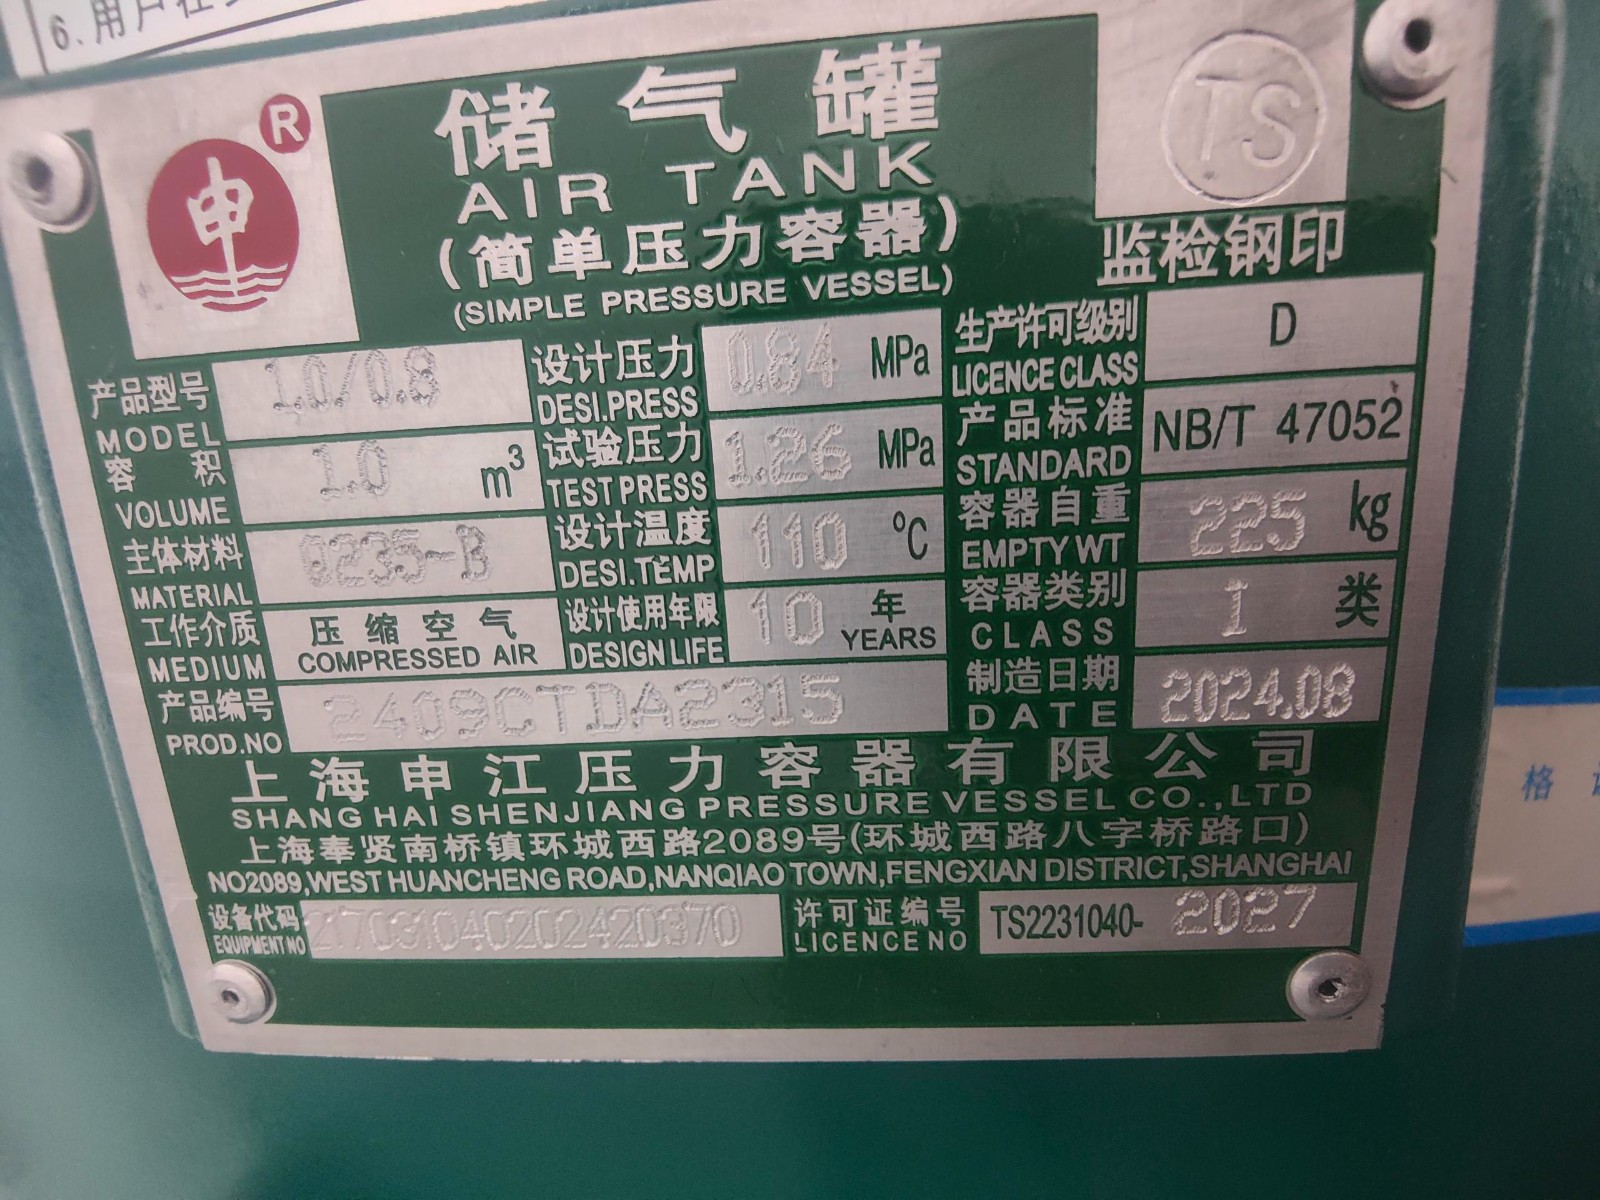 6.用户在
申
®
储气罐
AIR TANK
(简单压力容器)
(SIMPLE PRESSURE VESSEL)
TS
监检钢印
产品型号
MODEL
1.0/0.8
设计压力
DESI.PRESS
0.84 MPa
生产许可级别
LICENCE CLASS
D
容积
VOLUME
1.0 m³
试验压力
TEST PRESS
1.26 MPa
产品标准
STANDARD
NB/T 47052
主体材料
MATERIAL
Q235-B
设计温度
DESI.TEMP
110 °C
容器自重
EMPTY WT
225 kg
工作介质
MEDIUM
压缩空气
COMPRESSED AIR
设计使用年限
DESIGN LIFE
10 年
YEARS
容器类别
CLASS
1 类
产品编号
PROD.NO
2409CTDA2315
制造日期
DATE
2024.08
上海申江压力容器有限公司
SHANG HAI SHENJIANG PRESSURE VESSEL CO.,LTD
上海奉贤南桥镇环城西路2089号(环城西路八字桥路口)
NO2089,WEST HUANCHENG ROAD,NANQIAO TOWN,FENGXIAN DISTRICT,SHANGHAI
设备代码
EQUIPMENT NO
217031040202420370
许可证编号
LICENCE NO
TS2231040-2027
格